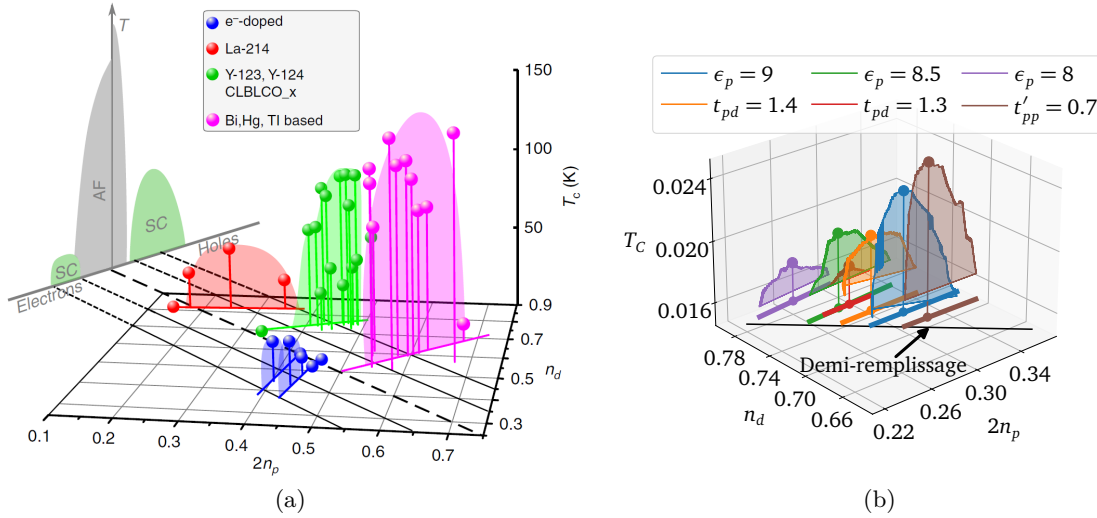 e⁻-doped
La-214
Y-123, Y-124
CLBLCO_x
Bi,Hg, Tl based
T
AF
SC
SC
Holes
Electrons
150
100
50
T_c (K)
0.9
0.7
0.5
0.3
n_d
0.1
0.2
0.3
0.4
0.5
0.6
0.7
2n_p
(a)
ϵ_p = 9
ϵ_p = 8.5
ϵ_p = 8
t_pd = 1.4
t_pd = 1.3
t′_pp = 0.7
0.024
0.020
0.016
T_C
Demi-remplissage
0.78
0.74
0.70
0.66
n_d
0.22
0.26
0.30
0.34
2n_p
(b)